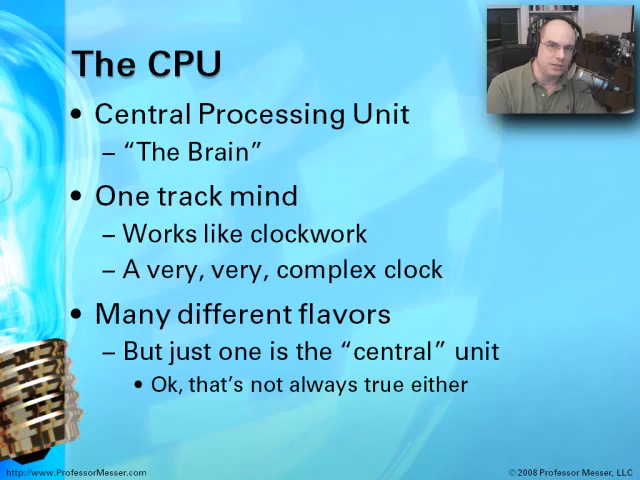 The CPU
• Central Processing Unit
– “The Brain”
• One track mind
– Works like clockwork
– A very, very, complex clock
• Many different flavors
– But just one is the “central” unit
• Ok, that’s not always true either
http://www.ProfessorMesser.com
© 2008 Professor Messer, LLC